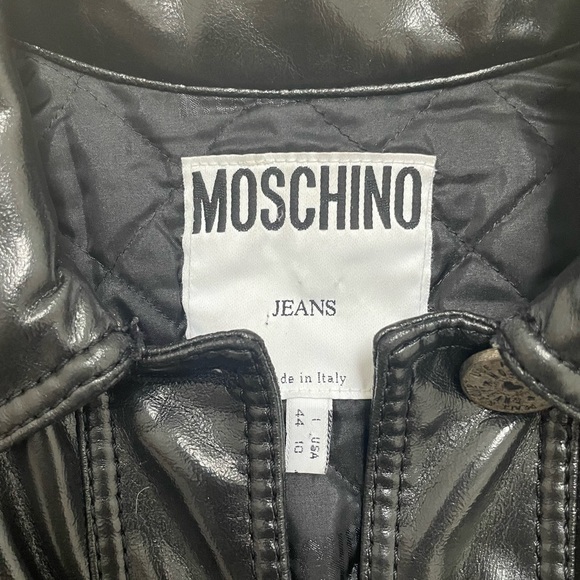 MOSCHINO
JEANS
de in Italy
I USA
44 10